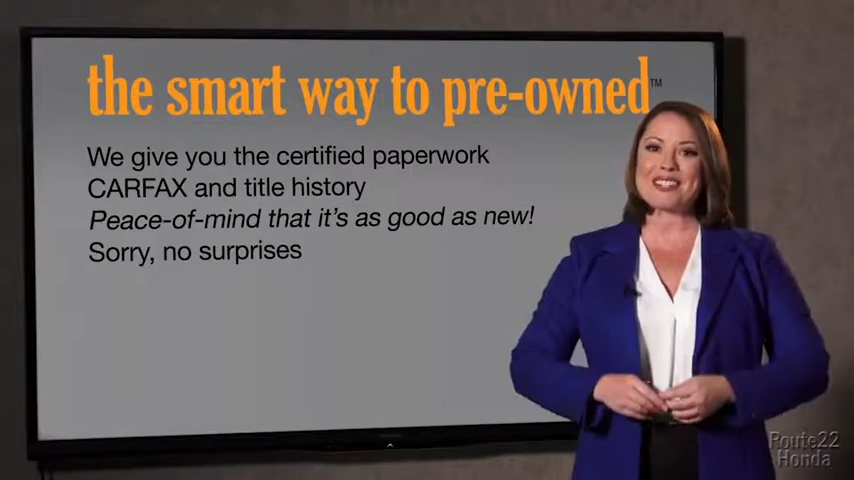 the smart way to pre-owned™
We give you the certified paperwork
CARFAX and title history
Peace-of-mind that it's as good as new!
Sorry, no surprises
Route22
Honda